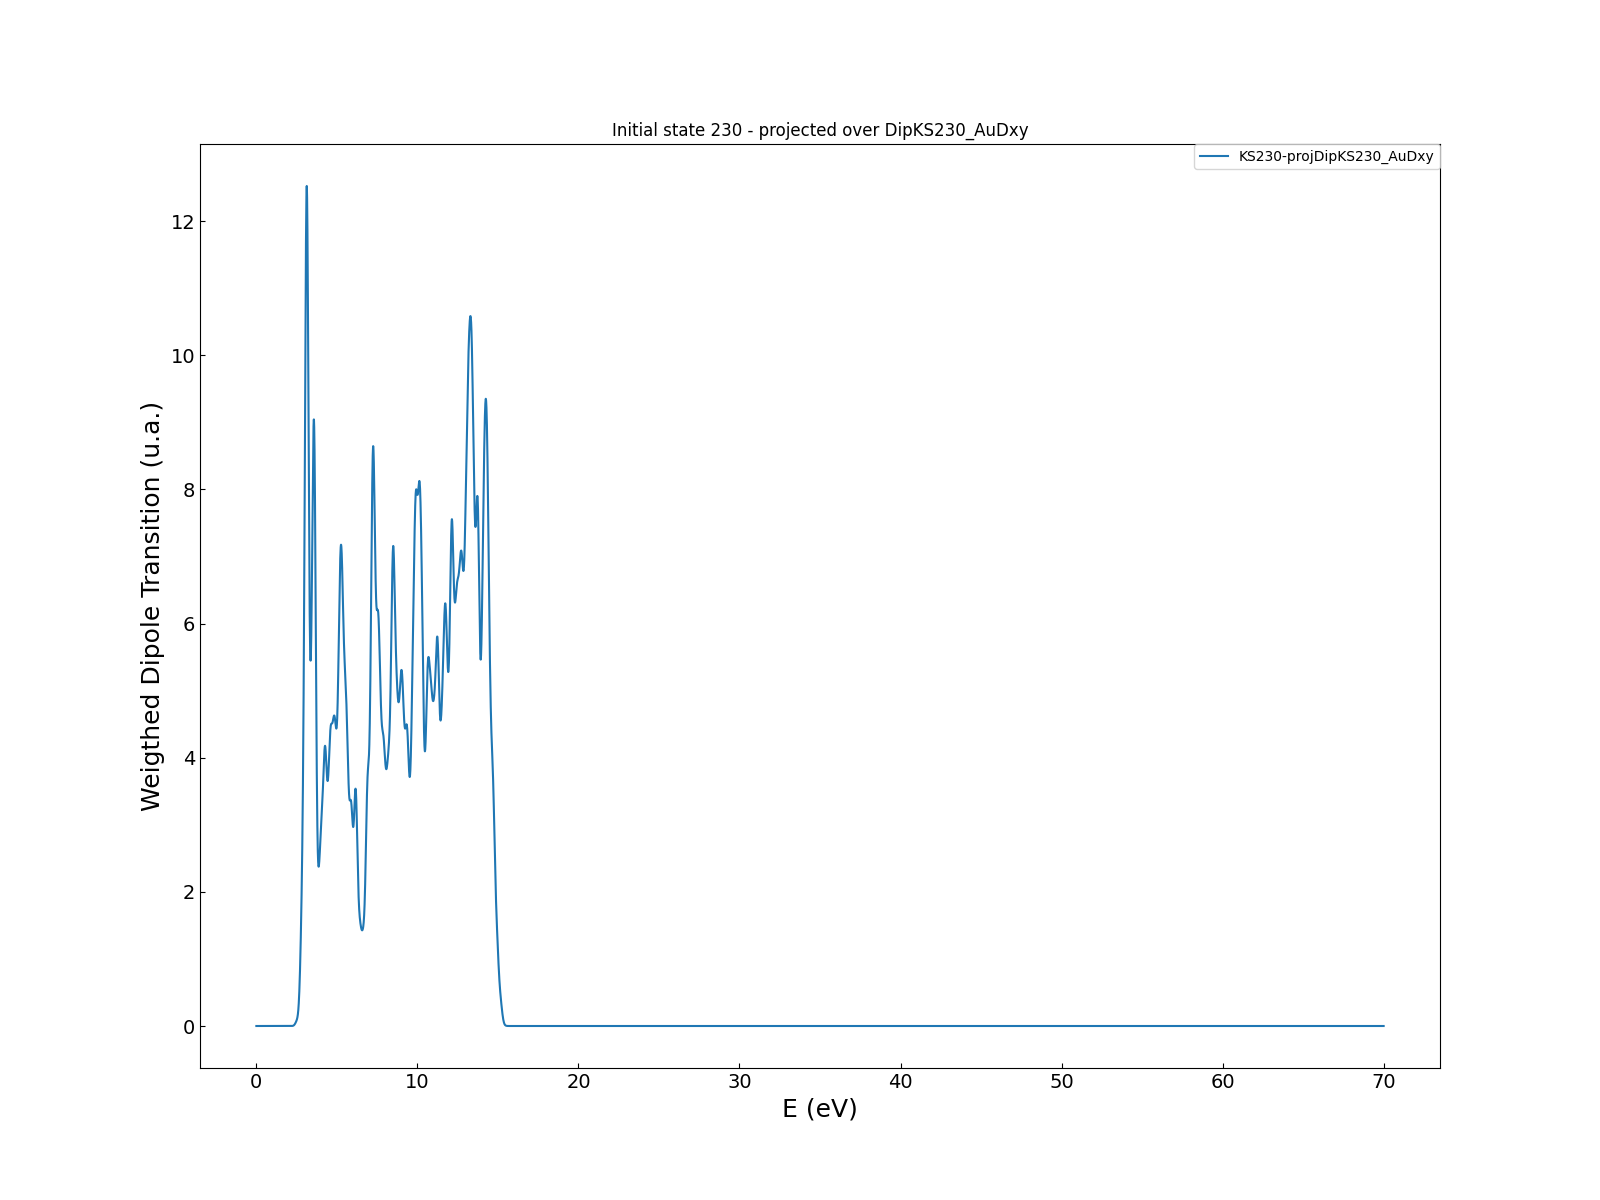 Initial state 230 - projected over DipKS230_AuDxy
KS230-projDipKS230_AuDxy
Weigthed Dipole Transition (u.a.)
12
10
8
6
4
2
0
0 10 20 30 40 50 60 70
E (eV)